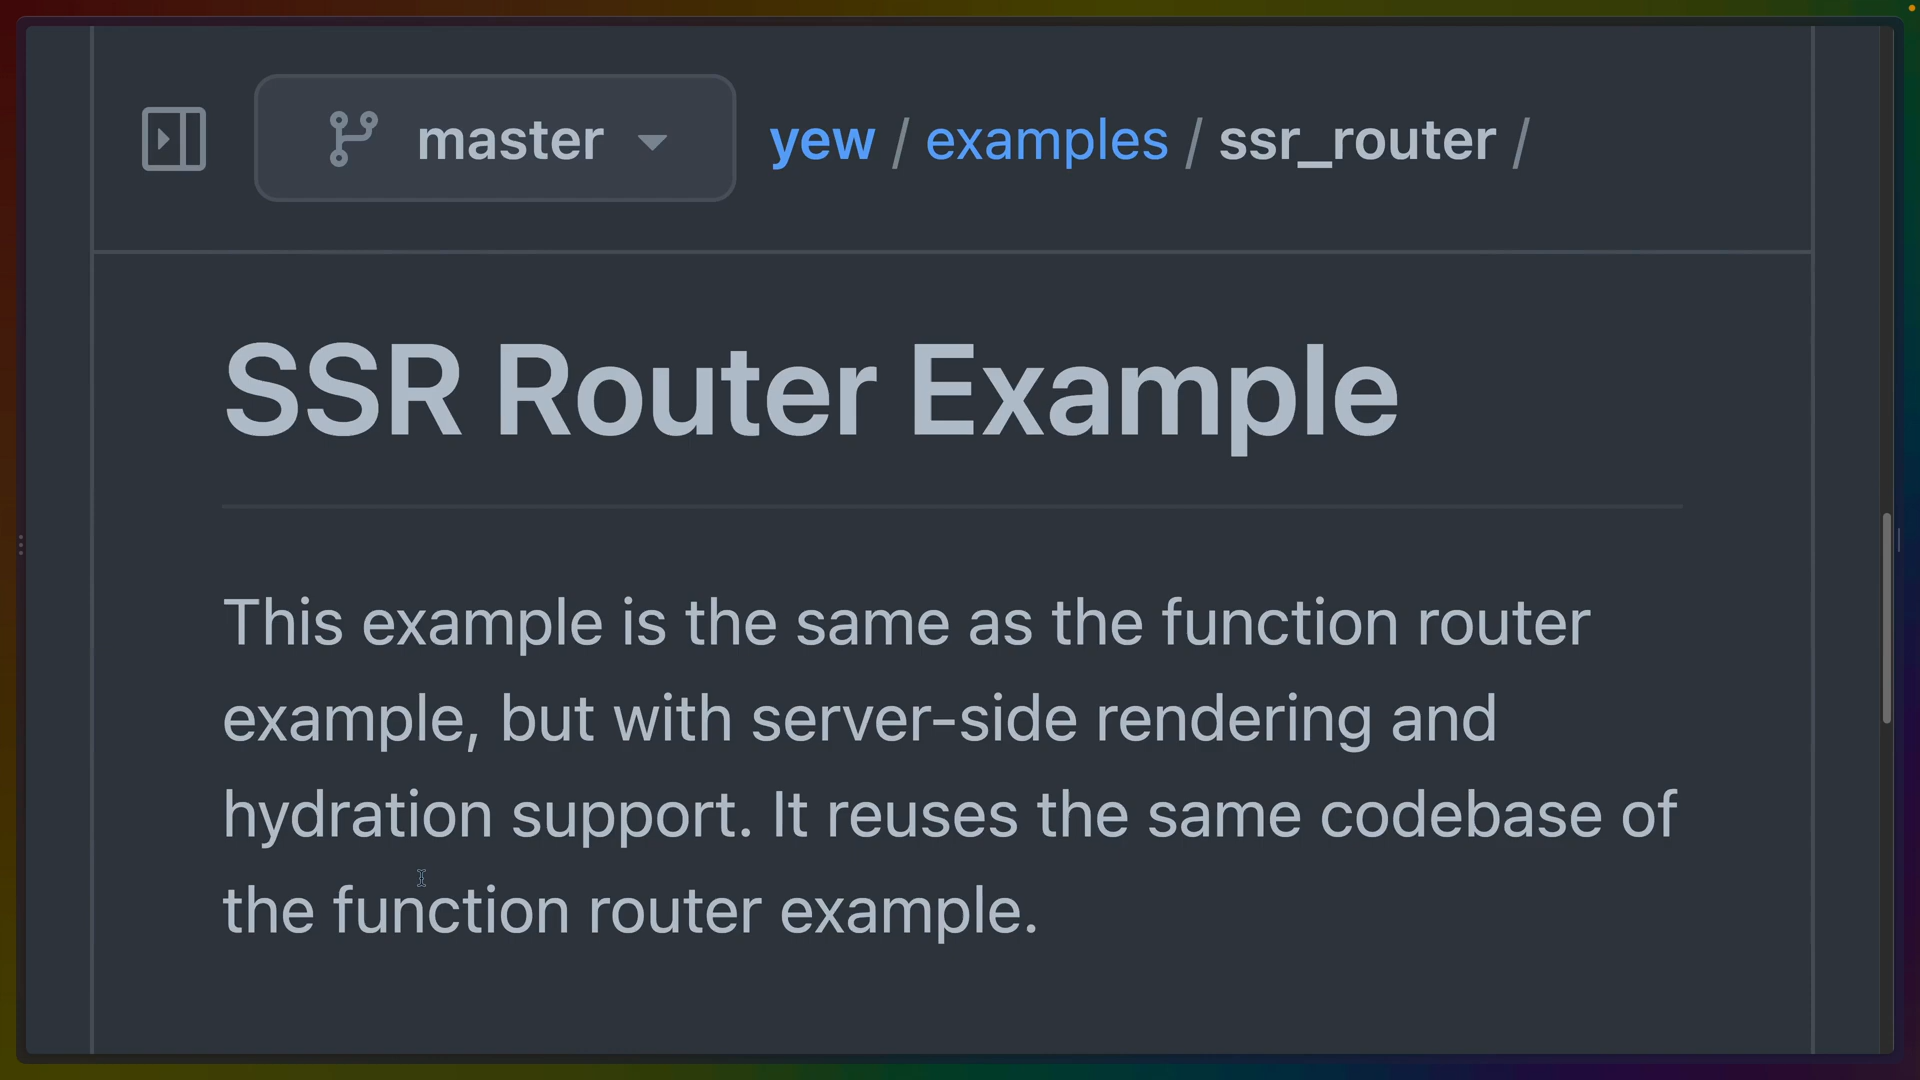 master yew / examples / ssr_router /
SSR Router Example
This example is the same as the function router
example, but with server-side rendering and
hydration support. It reuses the same codebase of
the function router example.